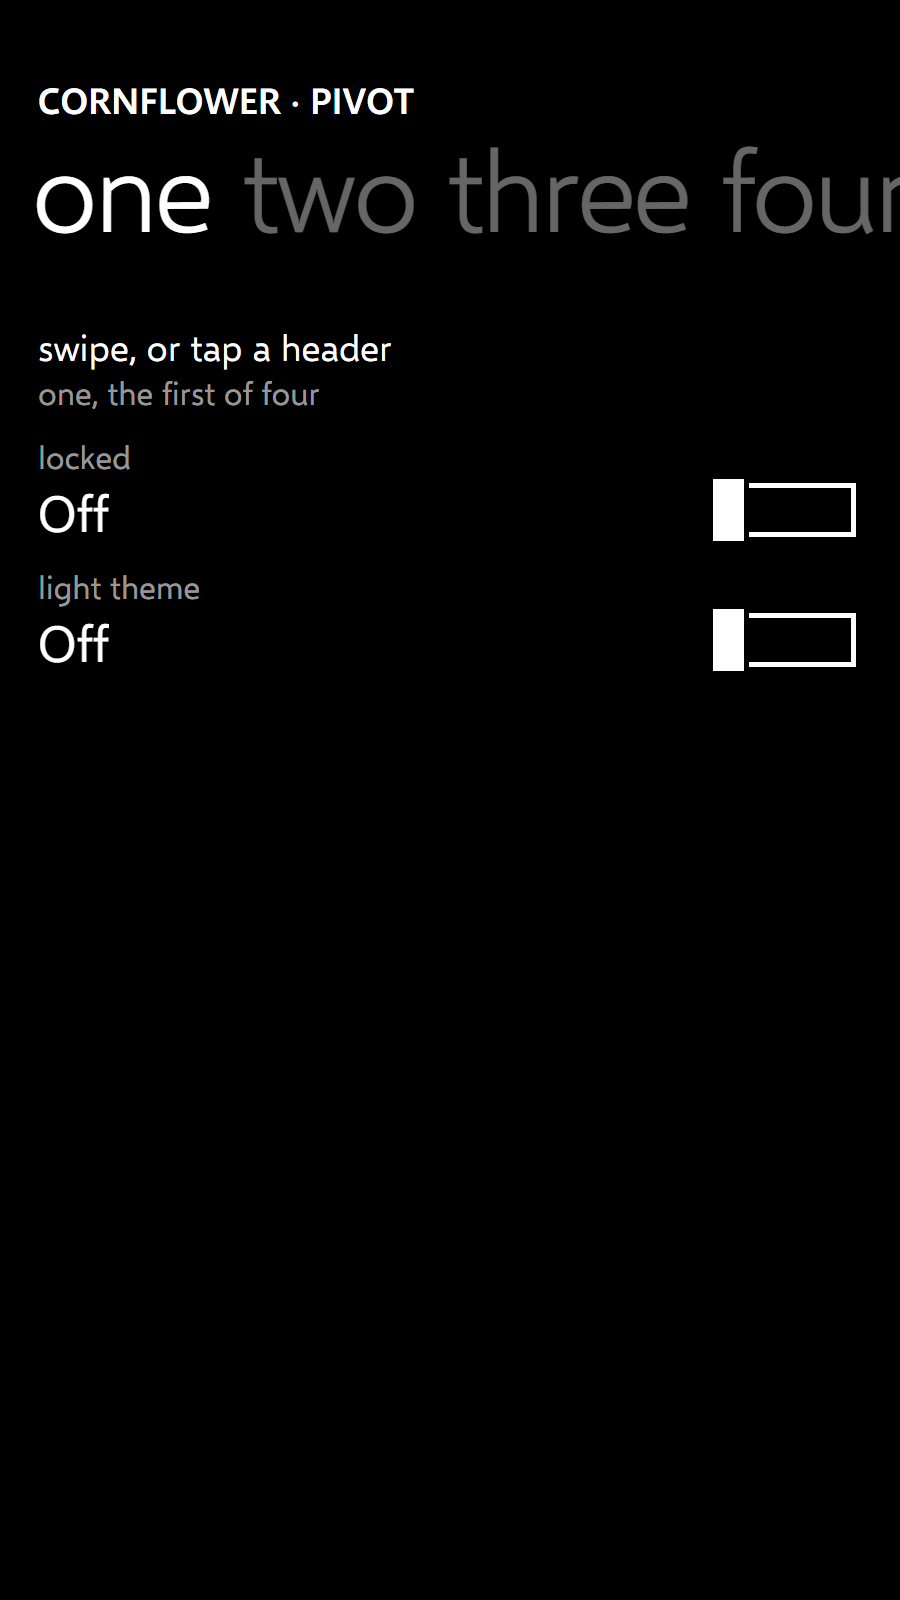 CORNFLOWER · PIVOT
one two three four
swipe, or tap a header
one, the first of four
locked
Off
light theme
Off